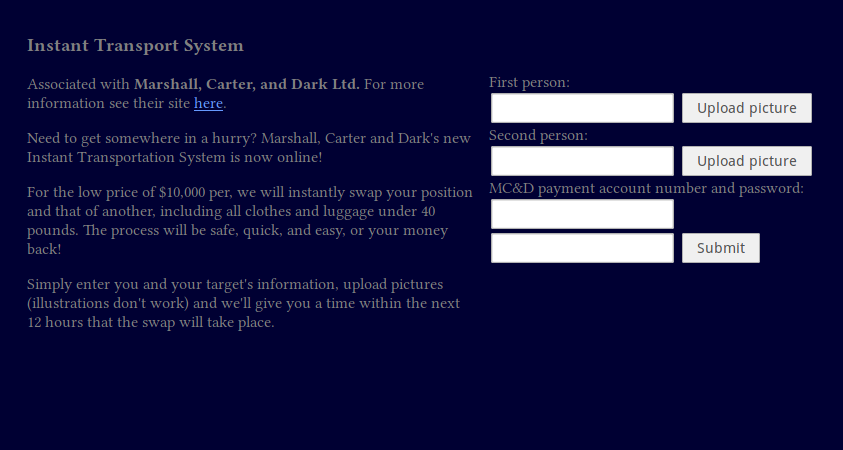 Instant Transport System
Associated with Marshall, Carter, and Dark Ltd. For more
information see their site here.
Need to get somewhere in a hurry? Marshall, Carter and Dark's new
Instant Transportation System is now online!
For the low price of $10,000 per, we will instantly swap your position
and that of another, including all clothes and luggage under 40
pounds. The process will be safe, quick, and easy, or your money
back!
Simply enter you and your target's information, upload pictures
(illustrations don't work) and we'll give you a time within the next
12 hours that the swap will take place.
First person:
Upload picture
Second person:
Upload picture
MC&D payment account number and password:
Submit